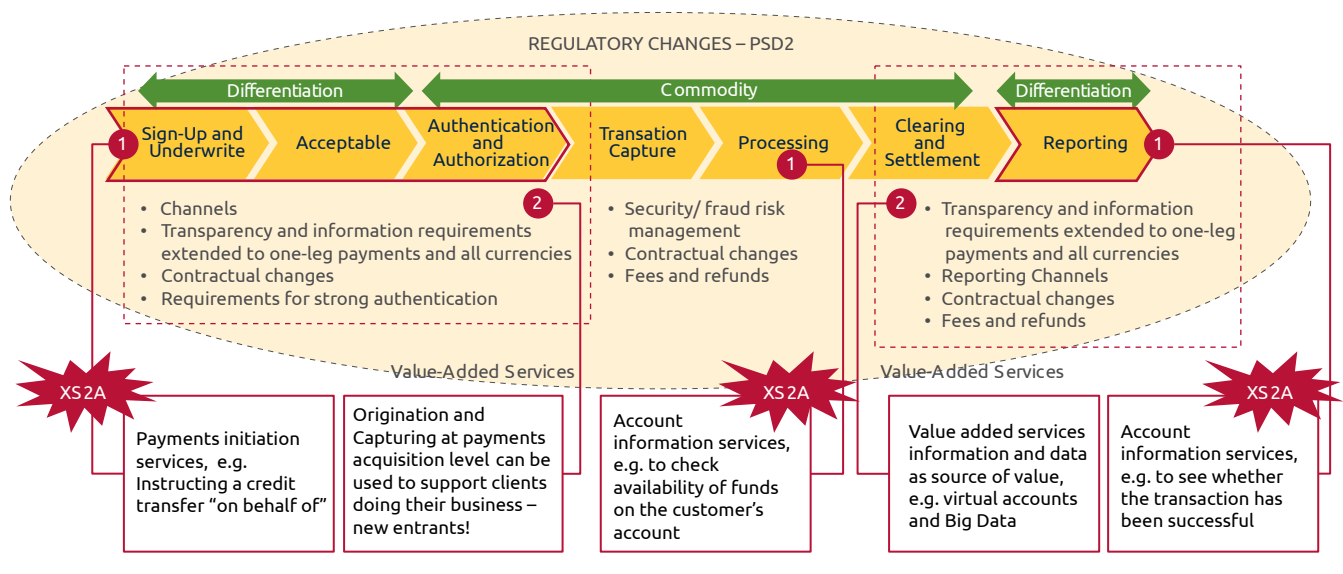 REGULATORY CHANGES – PSD2
Differentiation
Commodity
Differentiation
Sign-Up and
Underwrite
Acceptable
Authentication
and
Authorization
Transation
Capture
Processing
Clearing
and
Settlement
Reporting
1
1
1
2
2
• Channels
• Transparency and information requirements
extended to one-leg payments and all currencies
• Contractual changes
• Requirements for strong authentication
• Security/ fraud risk
management
• Contractual changes
• Fees and refunds
• Transparency and information
requirements extended to one-leg
payments and all currencies
• Reporting Channels
• Contractual changes
• Fees and refunds
Value-Added Services
Value-Added Services
XS2A
XS2A
XS2A
Payments initiation
services, e.g.
Instructing a credit
transfer “on behalf of”
Origination and
Capturing at payments
acquisition level can be
used to support clients
doing their business –
new entrants!
Account
information services,
e.g. to check
availability of funds
on the customer’s
account
Value added services
information and data
as source of value,
e.g. virtual accounts
and Big Data
Account
information services,
e.g. to see whether
the transaction has
been successful